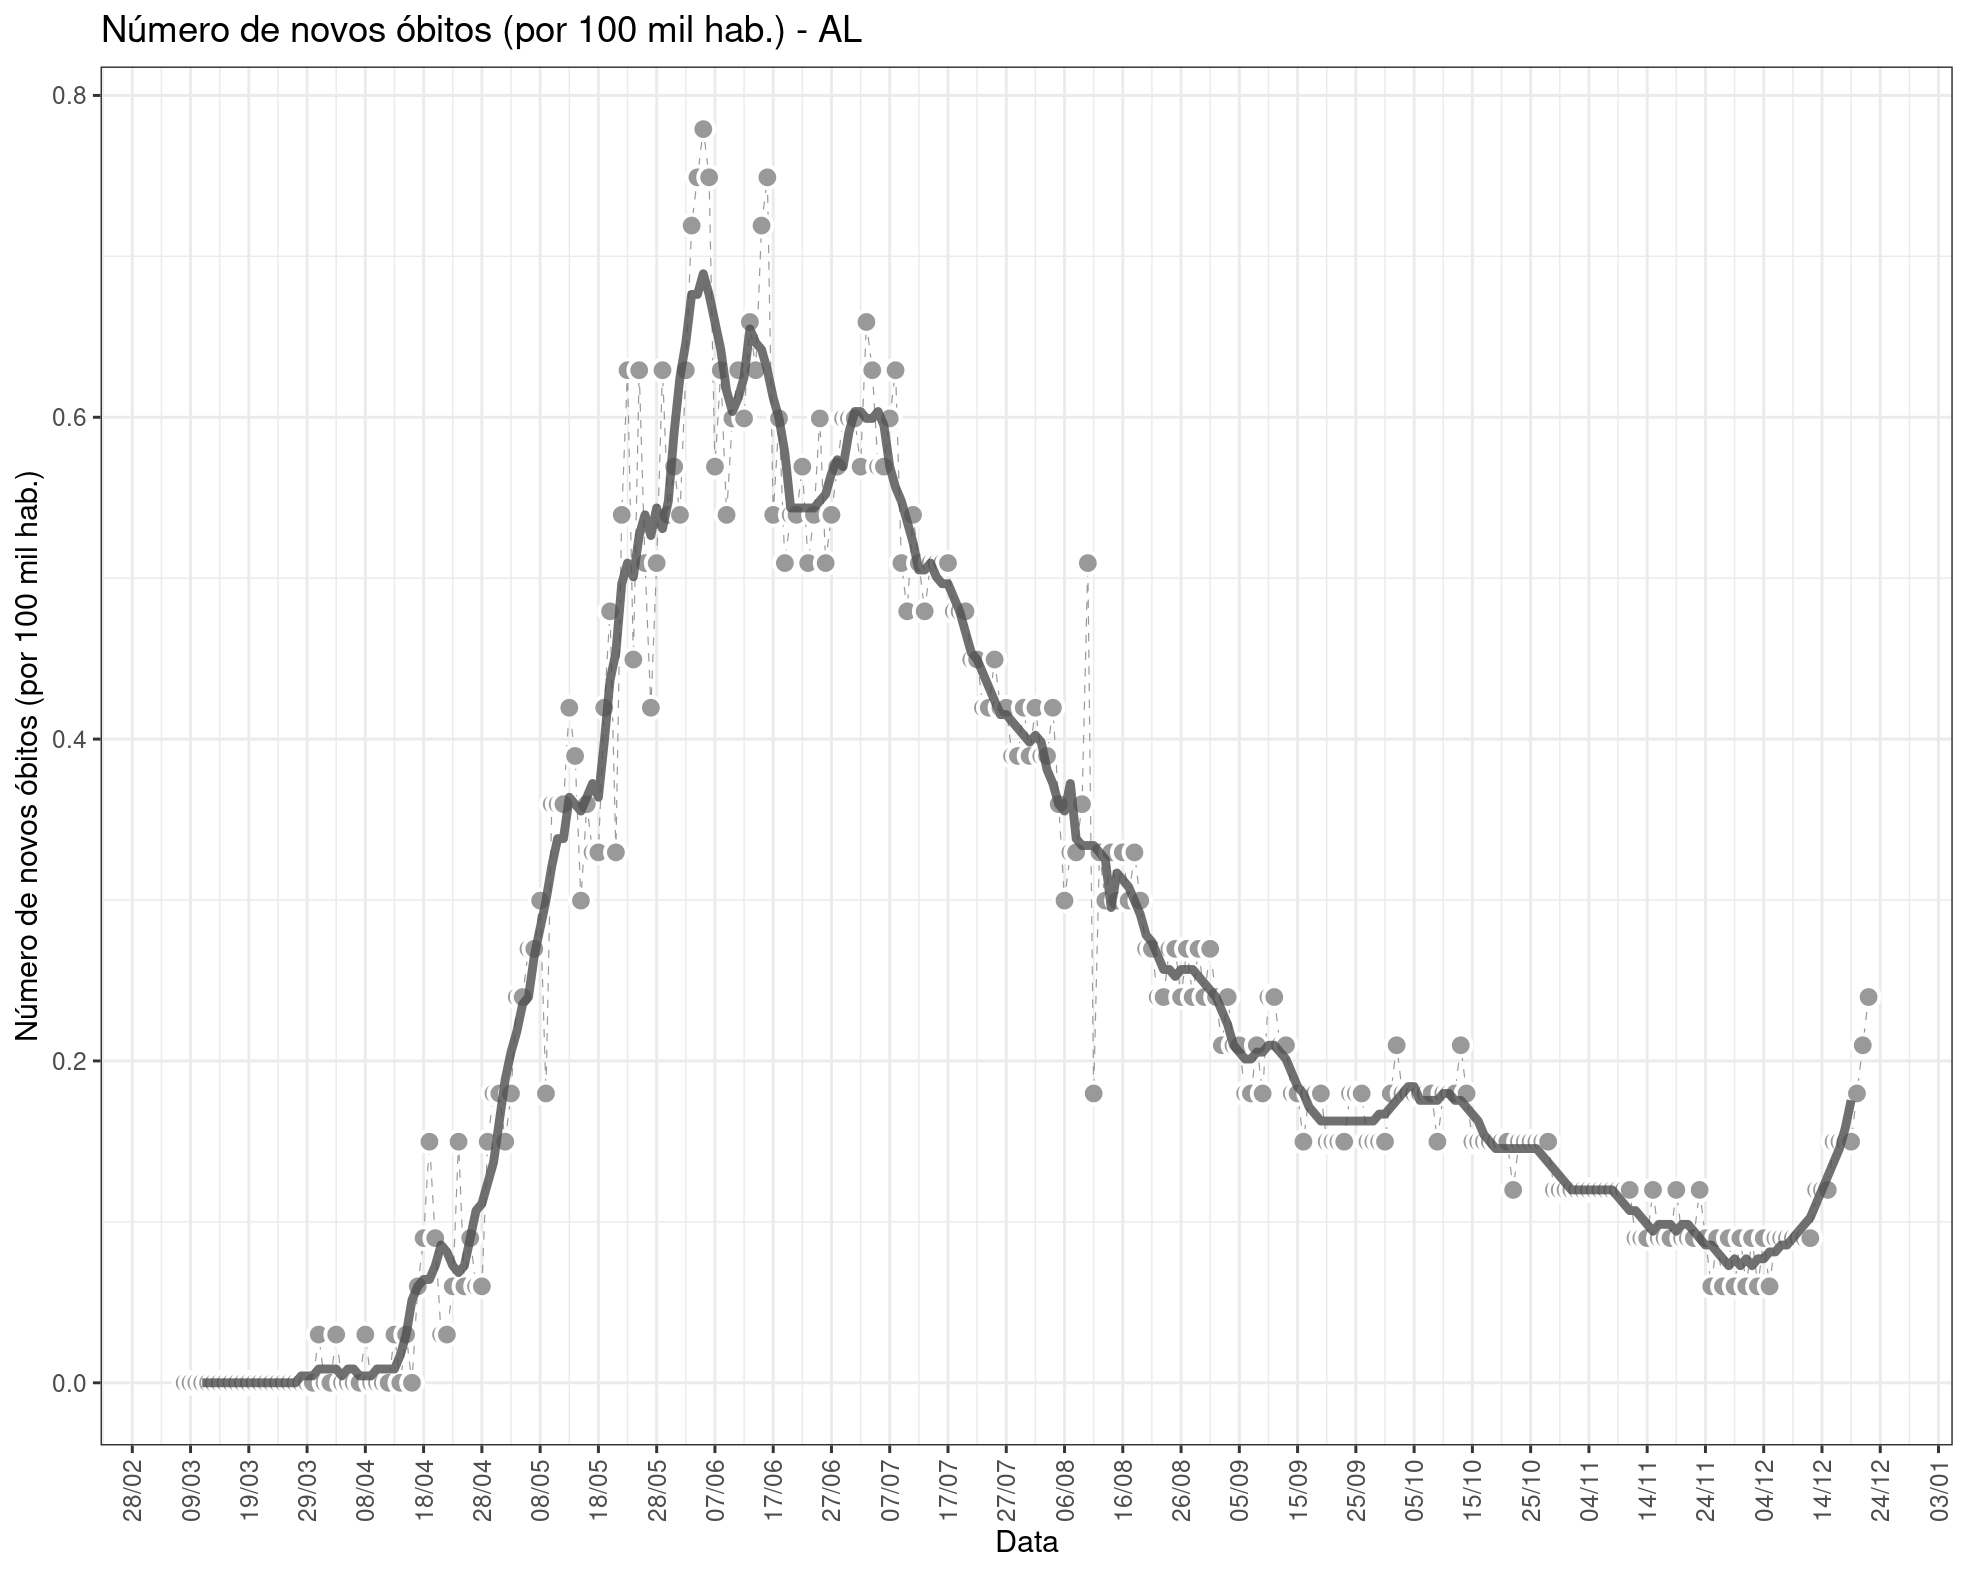 Número de novos óbitos (por 100 mil hab.) - AL
Número de novos óbitos (por 100 mil hab.)
0.8
0.6
0.4
0.2
0.0
28/02 09/03 19/03 29/03 08/04 18/04 28/04 08/05 18/05 28/05 07/06 17/06 27/06 07/07 17/07 27/07 06/08 16/08 26/08 05/09 15/09 25/09 05/10 15/10 25/10 04/11 14/11 24/11 04/12 14/12 24/12 03/01
Data